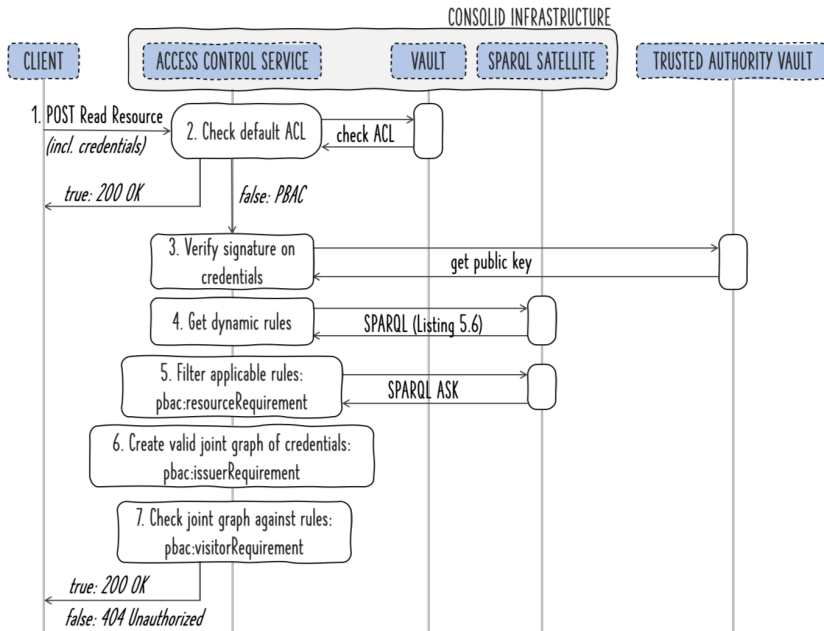 CONSOLID INFRASTRUCTURE
CLIENT
ACCESS CONTROL SERVICE
VAULT
SPARQL SATELLITE
TRUSTED AUTHORITY VAULT
1. POST Read Resource
(incl. credentials)
2. Check default ACL
check ACL
true: 200 OK
false: PBAC
3. Verify signature on
credentials
get public key
4. Get dynamic rules
SPARQL (Listing 5.6)
5. Filter applicable rules:
pbac:resourceRequirement
SPARQL ASK
6. Create valid joint graph of credentials:
pbac:issuerRequirement
7. Check joint graph against rules:
pbac:visitorRequirement
true: 200 OK
false: 404 Unauthorized